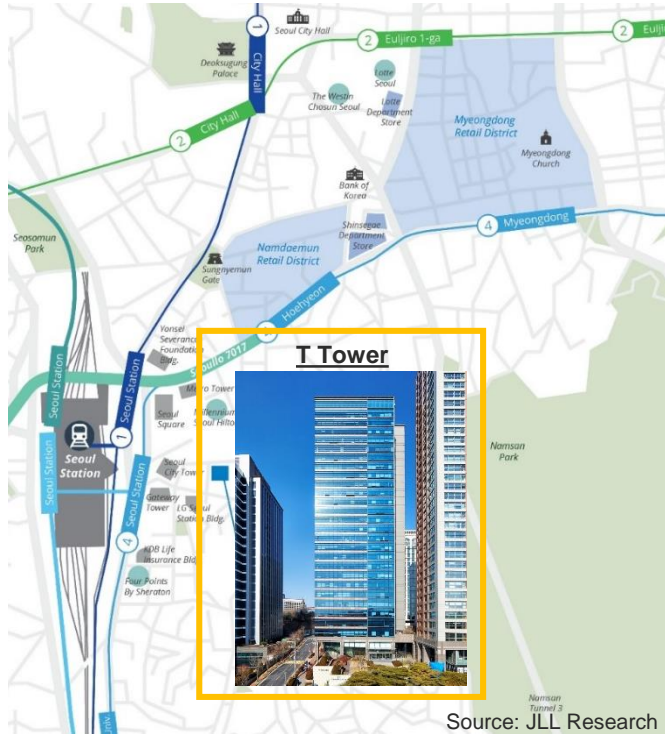 Seoul City Hall
1
2
Euljiro 1-ga
2
Deoksugung
Palace
City Hall
Lotte
Seoul
The Westin
Chosun Seoul
Lotte
Department
Store
2
City Hall
Myeongdong
Retail District
Myeongdong
Church
Bank of
Korea
Seosomun
Park
Shinsegae
Department
Store
4
Myeongdong
Namdaemun
Retail District
Sungnyemun
Gate
Hoehyeon
Yonsei
Severance
Foundation
Bldg.
Seoullo 7017
T Tower
Seoul Station
Seoul Station
Seoul
Square
Millennium
Seoul Hilton
1
Seoul
Station
Seoul Station
Seoul
City Tower
Gateway
Tower
LG Seoul
Station Bldg.
Seoul Station
4
KDB Life
Insurance Bld
Four Points
By Sheraton
Namsan
Park
Namsan
Tunnel 3
Univ.
Source: JLL Research